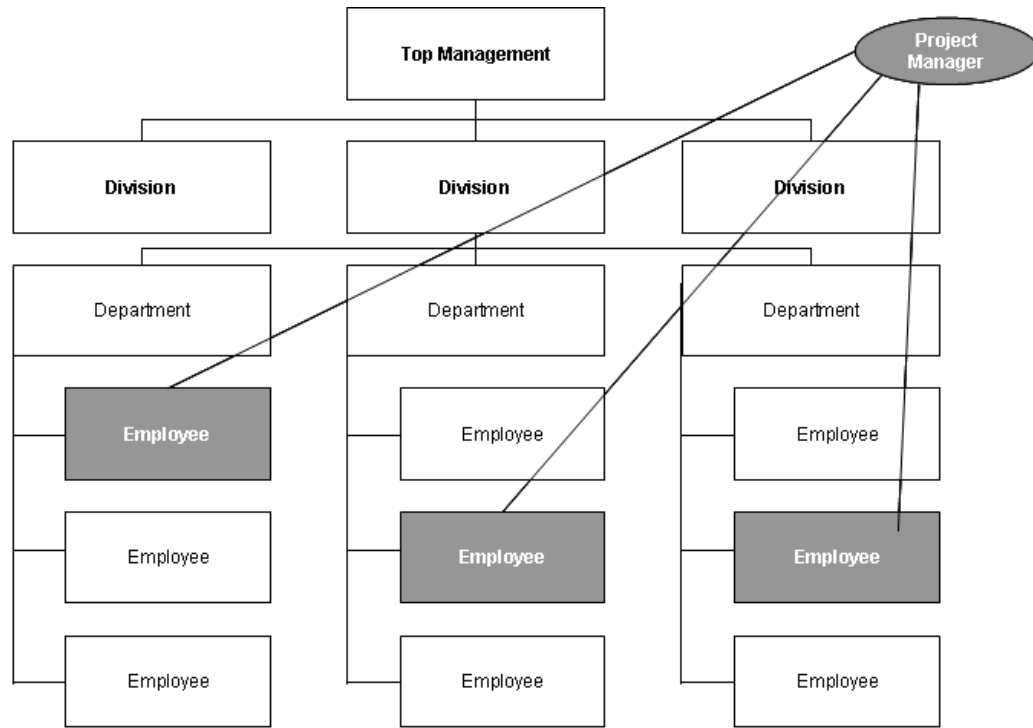 Top Management
Project
Manager
Division
Division
Division
Department
Department
Department
Employee
Employee
Employee
Employee
Employee
Employee
Employee
Employee
Employee